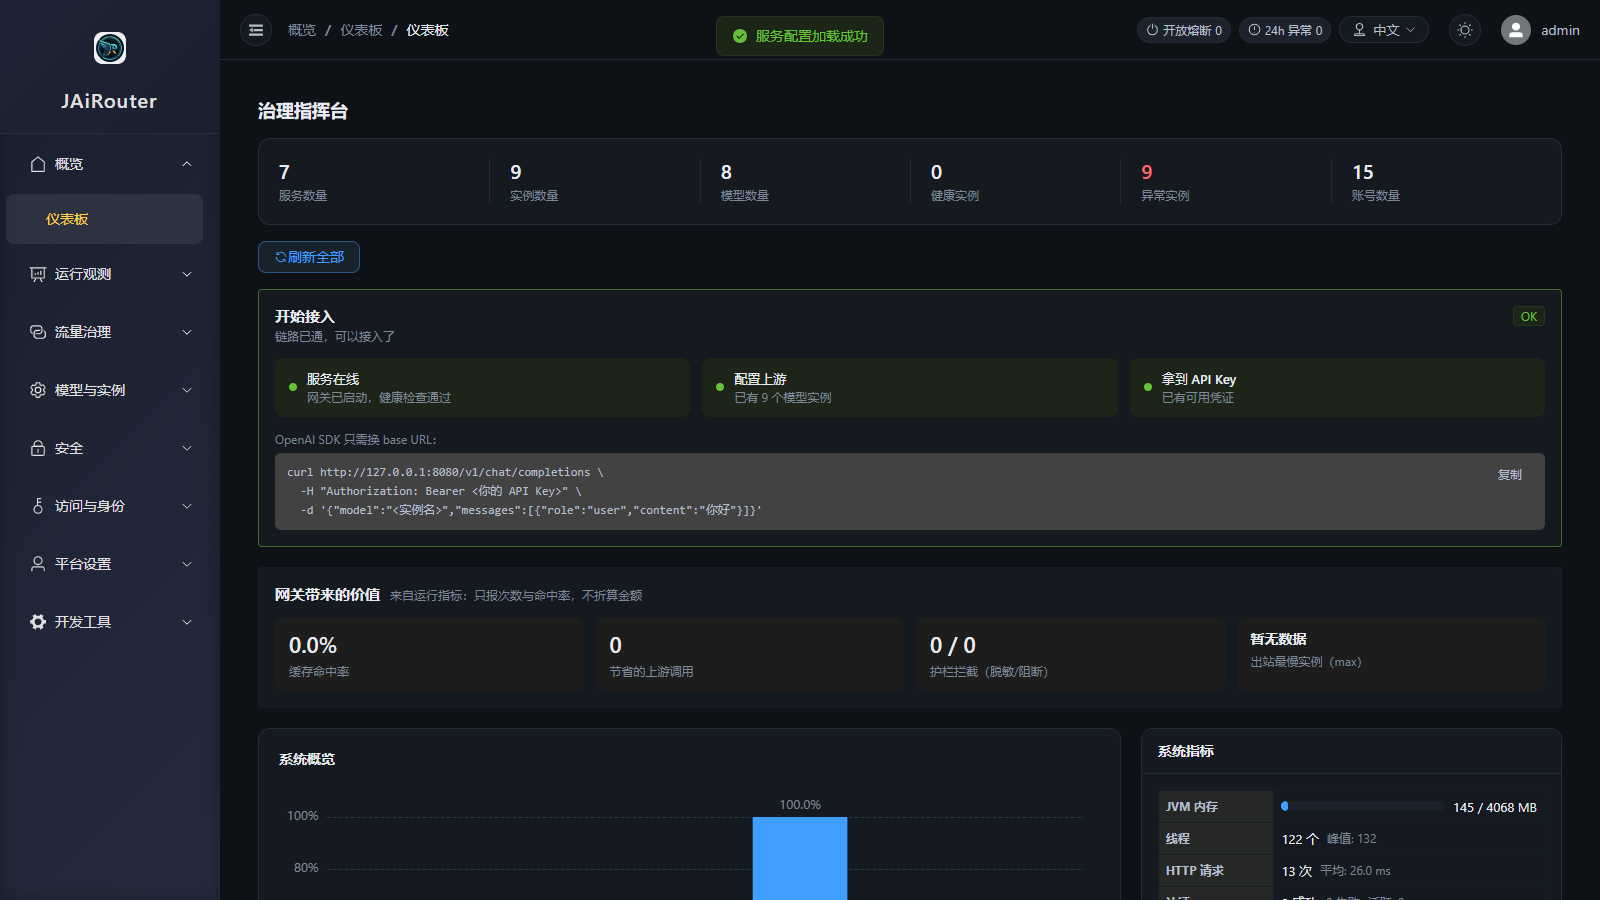 JAiRouter
概览
仪表板
运行观测
流量治理
模型与实例
安全
访问与身份
平台设置
开发工具
概览 / 仪表板 / 仪表板
服务配置加载成功
开放熔断 0
24h 异常 0
中文
admin
治理指挥台
7
服务数量
9
实例数量
8
模型数量
0
健康实例
9
异常实例
15
账号数量
刷新全部
开始接入
链路已通，可以接入了
OK
服务在线
网关已启动，健康检查通过
配置上游
已有 9 个模型实例
拿到 API Key
已有可用凭证
OpenAI SDK 只需换 base URL:
curl http://127.0.0.1:8080/v1/chat/completions \
-H "Authorization: Bearer <你的 API Key>" \
-d '{"model":"<实例名>","messages":[{"role":"user","content":"你好"}]}'
复制
网关带来的价值 来自运行指标：只报次数与命中率，不折算金额
0.0%
缓存命中率
0
节省的上游调用
0 / 0
护栏拦截（脱敏/阻断）
暂无数据
出站最慢实例（max）
系统概览
100%
100.0%
80%
系统指标
JVM 内存
145 / 4068 MB
线程
122 个 峰值: 132
HTTP 请求
13 次 平均: 26.0 ms